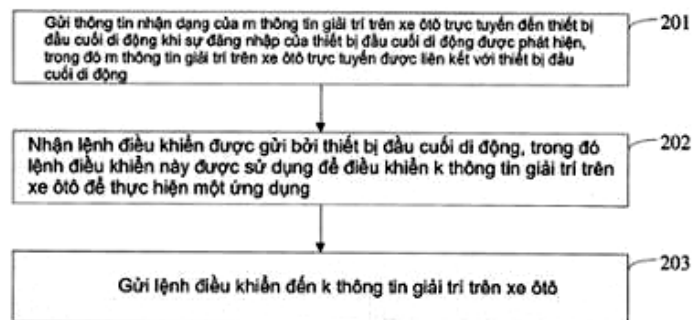 Gửi thông tin nhận dạng của m thông tin giải trí trên xe ôtô trực tuyến đến thiết bị
đầu cuối di động khi sự đăng nhập của thiết bị đầu cuối di động được phát hiện,
trong đó m thông tin giải trí trên xe ôtô trực tuyến được liên kết với thiết bị đầu
cuối di động
201
Nhận lệnh điều khiển được gửi bởi thiết bị đầu cuối di động, trong đó
lệnh điều khiển này được sử dụng để điều khiển k thông tin giải trí trên
xe ôtô để thực hiện một ứng dụng
202
Gửi lệnh điều khiển đến k thông tin giải trí trên xe ôtô
203